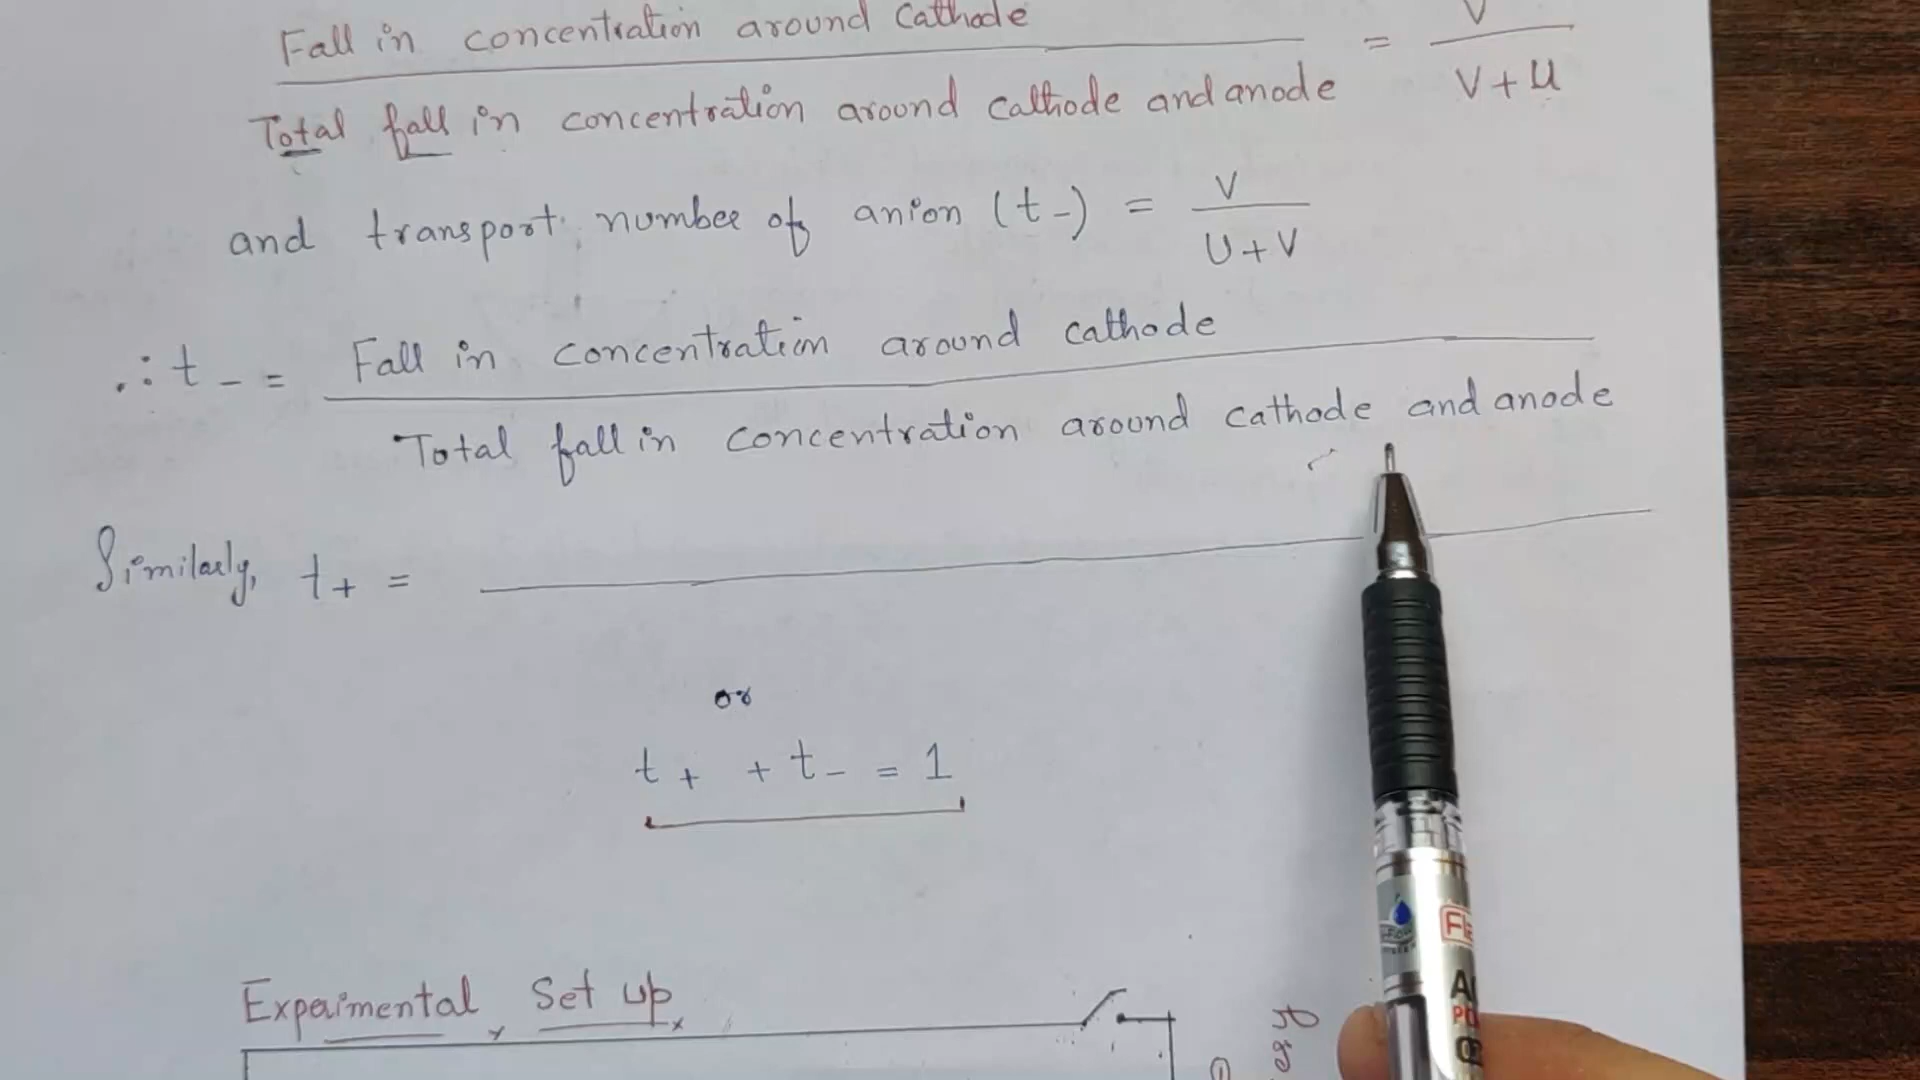 Fall in concentration around cathode = V
Total fall in concentration around cathode and anode V + U
and transport number of anion (t-) = V
U + V
∴ t- = Fall in concentration around cathode
Total fall in concentration around cathode and anode
Similarly, t+ =
or
t+ + t- = 1
Expeimental Set up